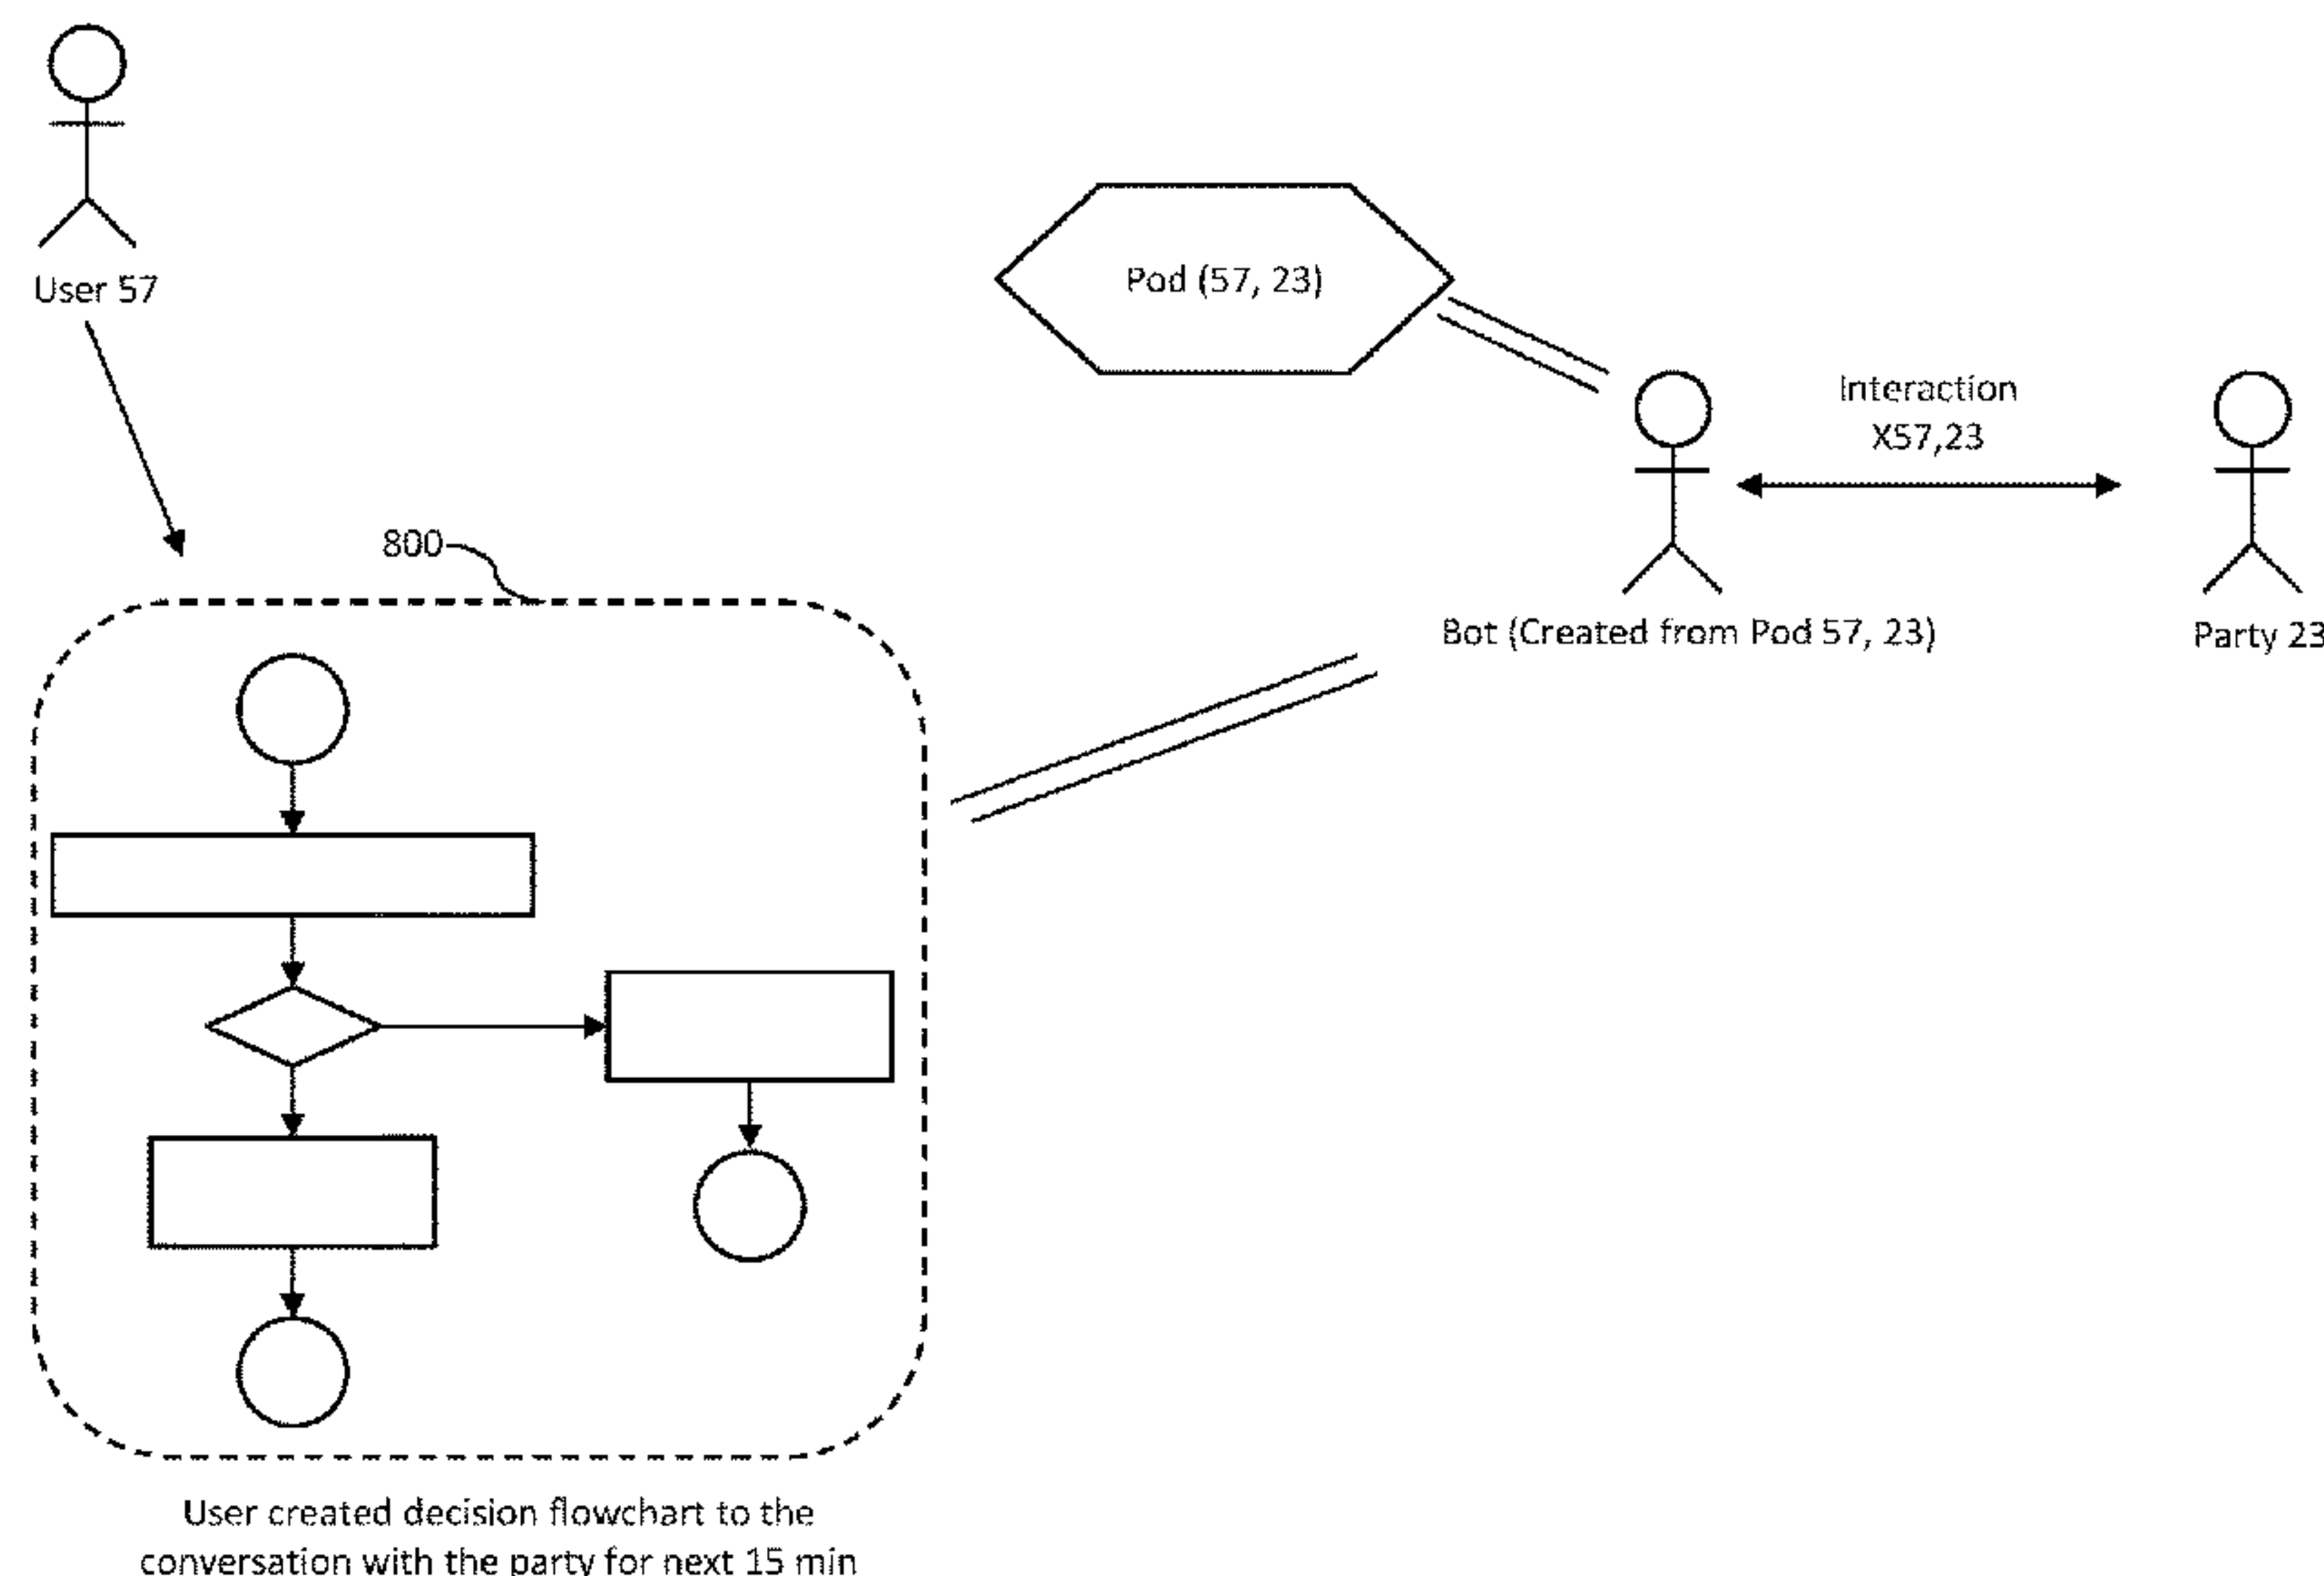 User 57
Pod (57, 23)
Interaction
X57,23
Bot (Created from Pod 57, 23)
Party 23
800
User created decision flowchart to the
conversation with the party for next 15 min